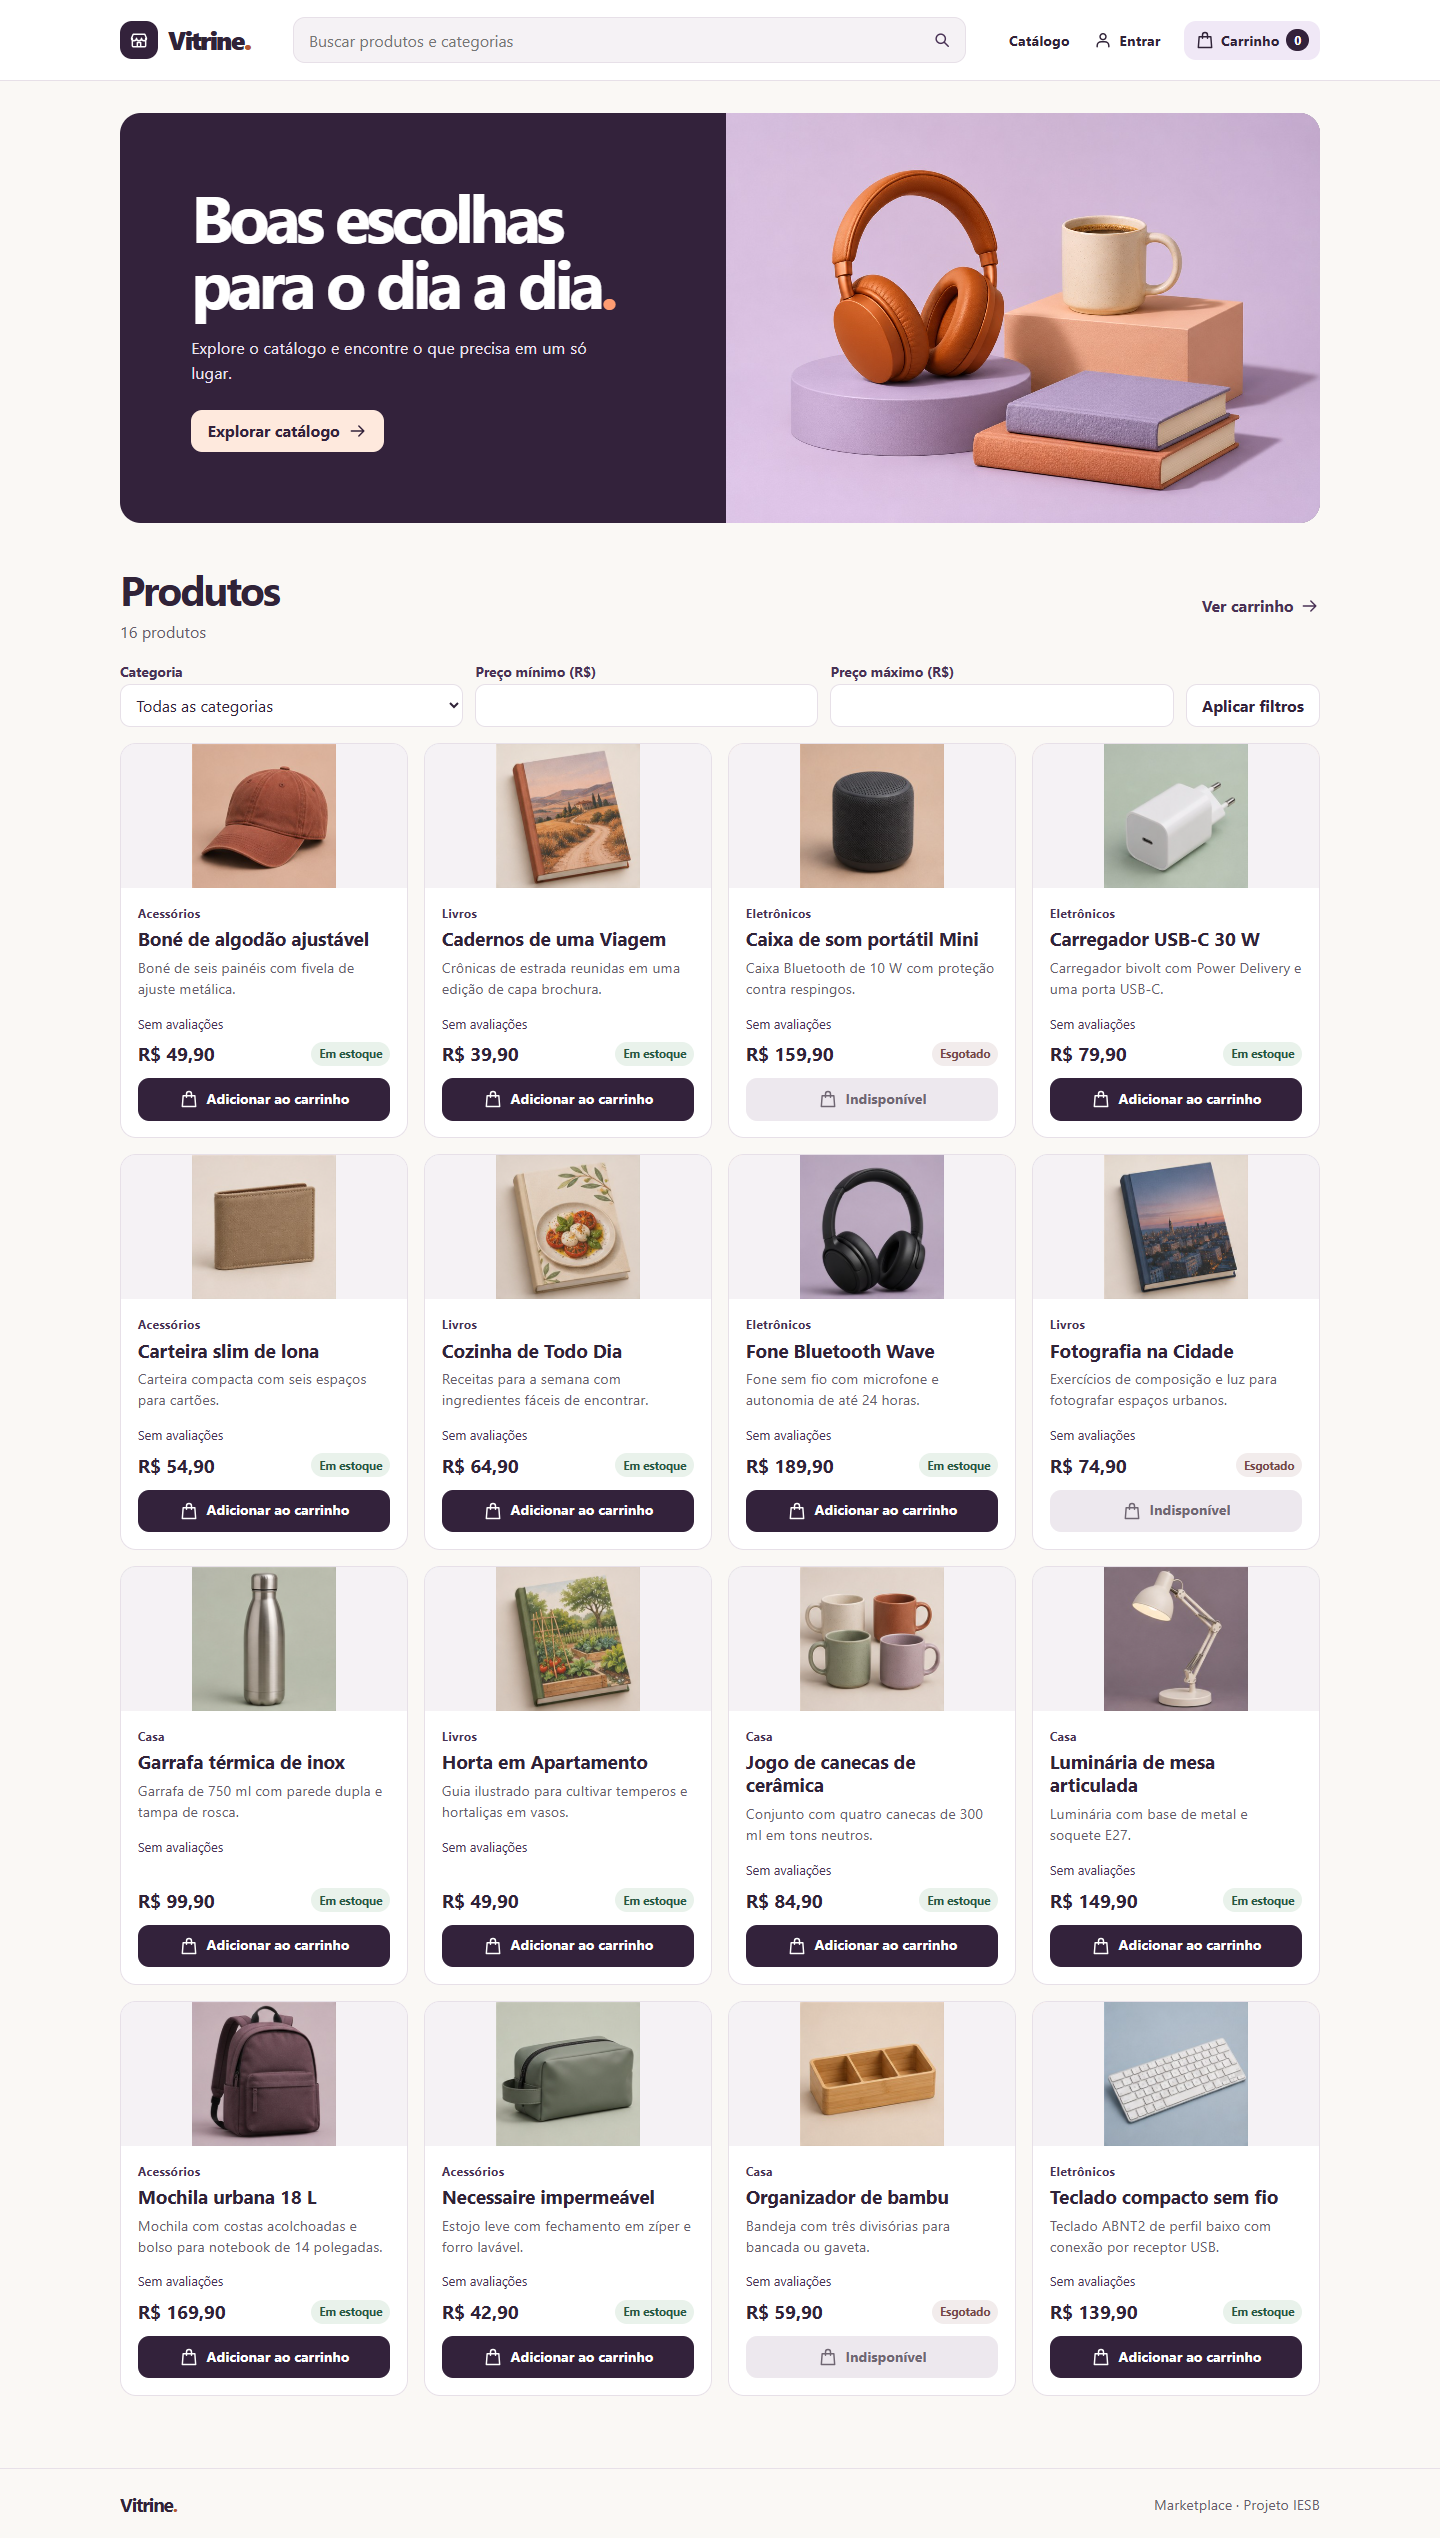 Vitrine.
Buscar produtos e categorias
Catálogo
Entrar
Carrinho 0
Boas escolhas
para o dia a dia.
Explore o catálogo e encontre o que precisa em um só
lugar.
Explorar catálogo
Produtos
16 produtos
Ver carrinho
Categoria
Todas as categorias
Preço mínimo (R$)
Preço máximo (R$)
Aplicar filtros
Acessórios
Boné de algodão ajustável
Boné de seis painéis com fivela de
ajuste metálica.
Sem avaliações
R$ 49,90
Em estoque
Adicionar ao carrinho
Livros
Cadernos de uma Viagem
Crônicas de estrada reunidas em uma
edição de capa brochura.
Sem avaliações
R$ 39,90
Em estoque
Adicionar ao carrinho
Eletrônicos
Caixa de som portátil Mini
Caixa Bluetooth de 10 W com proteção
contra respingos.
Sem avaliações
R$ 159,90
Esgotado
Indisponível
Eletrônicos
Carregador USB-C 30 W
Carregador bivolt com Power Delivery e
uma porta USB-C.
Sem avaliações
R$ 79,90
Em estoque
Adicionar ao carrinho
Acessórios
Carteira slim de lona
Carteira compacta com seis espaços
para cartões.
Sem avaliações
R$ 54,90
Em estoque
Adicionar ao carrinho
Livros
Cozinha de Todo Dia
Receitas para a semana com
ingredientes fáceis de encontrar.
Sem avaliações
R$ 64,90
Em estoque
Adicionar ao carrinho
Eletrônicos
Fone Bluetooth Wave
Fone sem fio com microfone e
autonomia de até 24 horas.
Sem avaliações
R$ 189,90
Em estoque
Adicionar ao carrinho
Livros
Fotografia na Cidade
Exercícios de composição e luz para
fotografar espaços urbanos.
Sem avaliações
R$ 74,90
Esgotado
Indisponível
Casa
Garrafa térmica de inox
Garrafa de 750 ml com parede dupla e
tampa de rosca.
Sem avaliações
R$ 99,90
Em estoque
Adicionar ao carrinho
Livros
Horta em Apartamento
Guia ilustrado para cultivar temperos e
hortaliças em vasos.
Sem avaliações
R$ 49,90
Em estoque
Adicionar ao carrinho
Casa
Jogo de canecas de
cerâmica
Conjunto com quatro canecas de 300
ml em tons neutros.
Sem avaliações
R$ 84,90
Em estoque
Adicionar ao carrinho
Casa
Luminária de mesa
articulada
Luminária com base de metal e
soquete E27.
Sem avaliações
R$ 149,90
Em estoque
Adicionar ao carrinho
Acessórios
Mochila urbana 18 L
Mochila com costas acolchoadas e
bolso para notebook de 14 polegadas.
Sem avaliações
R$ 169,90
Em estoque
Adicionar ao carrinho
Acessórios
Necessaire impermeável
Estojo leve com fechamento em zíper e
forro lavável.
Sem avaliações
R$ 42,90
Em estoque
Adicionar ao carrinho
Casa
Organizador de bambu
Bandeja com três divisórias para
bancada ou gaveta.
Sem avaliações
R$ 59,90
Esgotado
Indisponível
Eletrônicos
Teclado compacto sem fio
Teclado ABNT2 de perfil baixo com
conexão por receptor USB.
Sem avaliações
R$ 139,90
Em estoque
Adicionar ao carrinho
Vitrine.
Marketplace · Projeto IESB